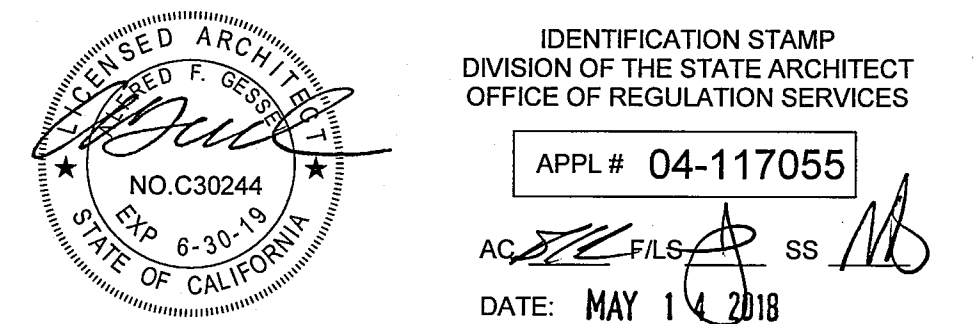 LICENSED ARCHITECT
ALFRED F. GESSE
NO.C30244
EXP 6-30-19
STATE OF CALIFORNIA
IDENTIFICATION STAMP
DIVISION OF THE STATE ARCHITECT
OFFICE OF REGULATION SERVICES
APPL # 04-117055
AC F/LS SS
DATE: MAY 14 2018